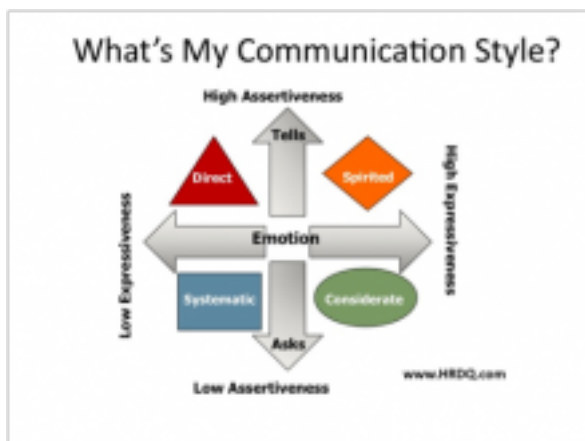 What's My Communication Style?
High Assertiveness
Tells
Direct
Spirited
Low Expressiveness
Emotion
High Expressiveness
Systematic
Considerate
Asks
www.HRDQ.com
Low Assertiveness